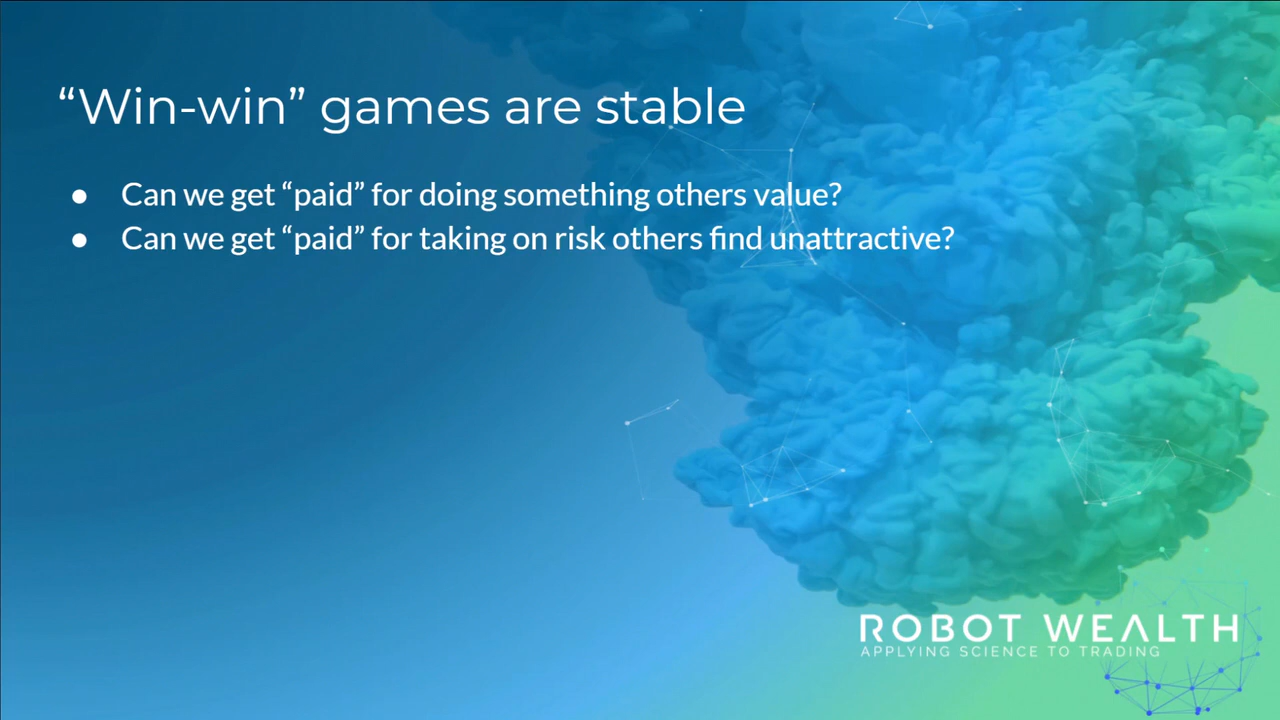 “Win-win” games are stable
● Can we get “paid” for doing something others value?
● Can we get “paid” for taking on risk others find unattractive?
ROBOT WEALTH
APPLYING SCIENCE TO TRADING